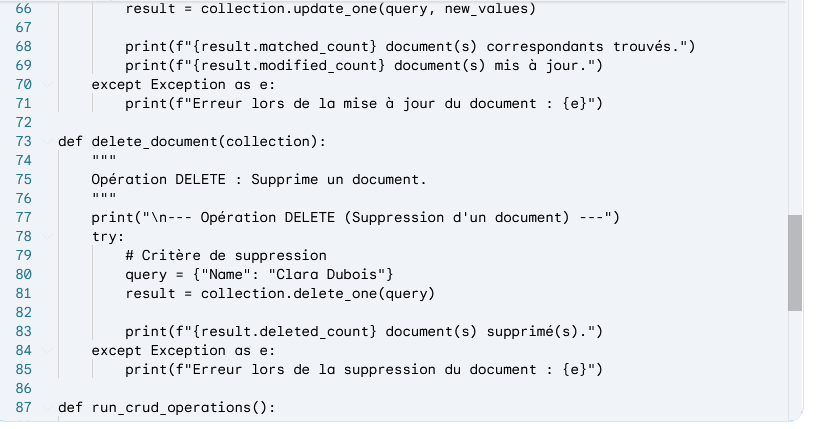 66 result = collection.update_one(query, new_values)
67
68 print(f"{result.matched_count} document(s) correspondants trouvés.")
69 print(f"{result.modified_count} document(s) mis à jour.")
70 except Exception as e:
71 print(f"Erreur lors de la mise à jour du document : {e}")
72
73 def delete_document(collection):
74 """
75 Opération DELETE : Supprime un document.
76 """
77 print("\n--- Opération DELETE (Suppression d'un document) ---")
78 try:
79 # Critère de suppression
80 query = {"Name": "Clara Dubois"}
81 result = collection.delete_one(query)
82
83 print(f"{result.deleted_count} document(s) supprimé(s).")
84 except Exception as e:
85 print(f"Erreur lors de la suppression du document : {e}")
86
87 def run_crud_operations():